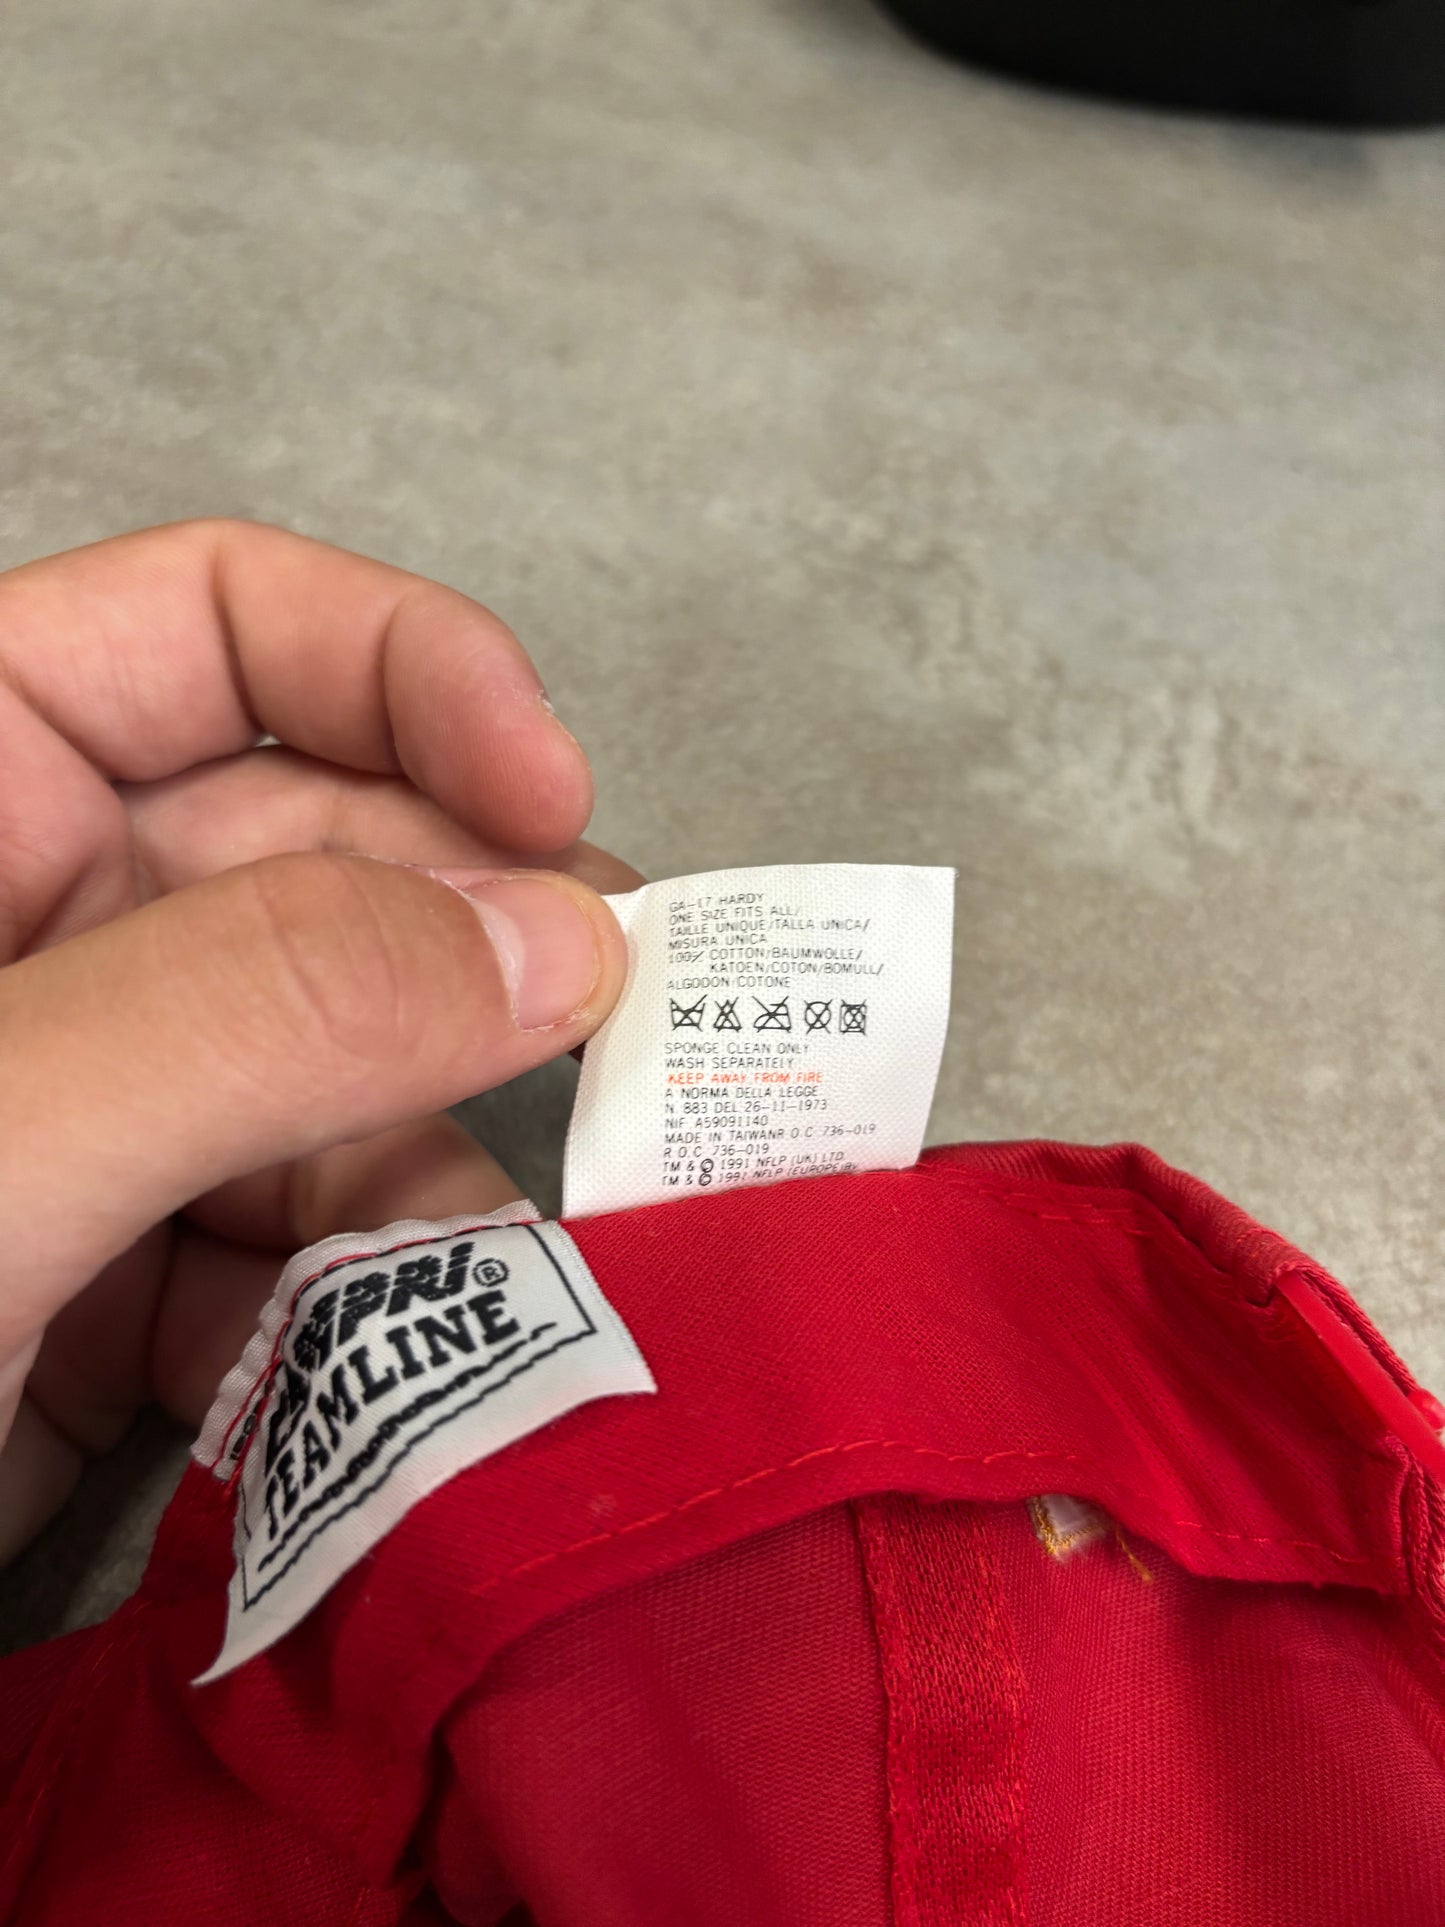 GA-17 HARDY
ONE SIZE FITS ALL/
TAILLE UNIQUE/TALLA UNICA/
MISURA UNICA
100% COTTON/BAUMWOLLE/
KATOEN/COTON/BOMULL/
ALGODON/COTONE
SPONGE CLEAN ONLY
WASH SEPARATELY
KEEP AWAY FROM FIRE
A NORMA DELLA LEGGE
N. 883 DEL 26-11-1973
NIF A59091140
MADE IN TAIWANR O.C 736-019
R O.C 736-019
TM & © 1991 NFLP (UK) LTD
TM & © 1991 NFLP (EUROPE)BV
®
TEAMLINE